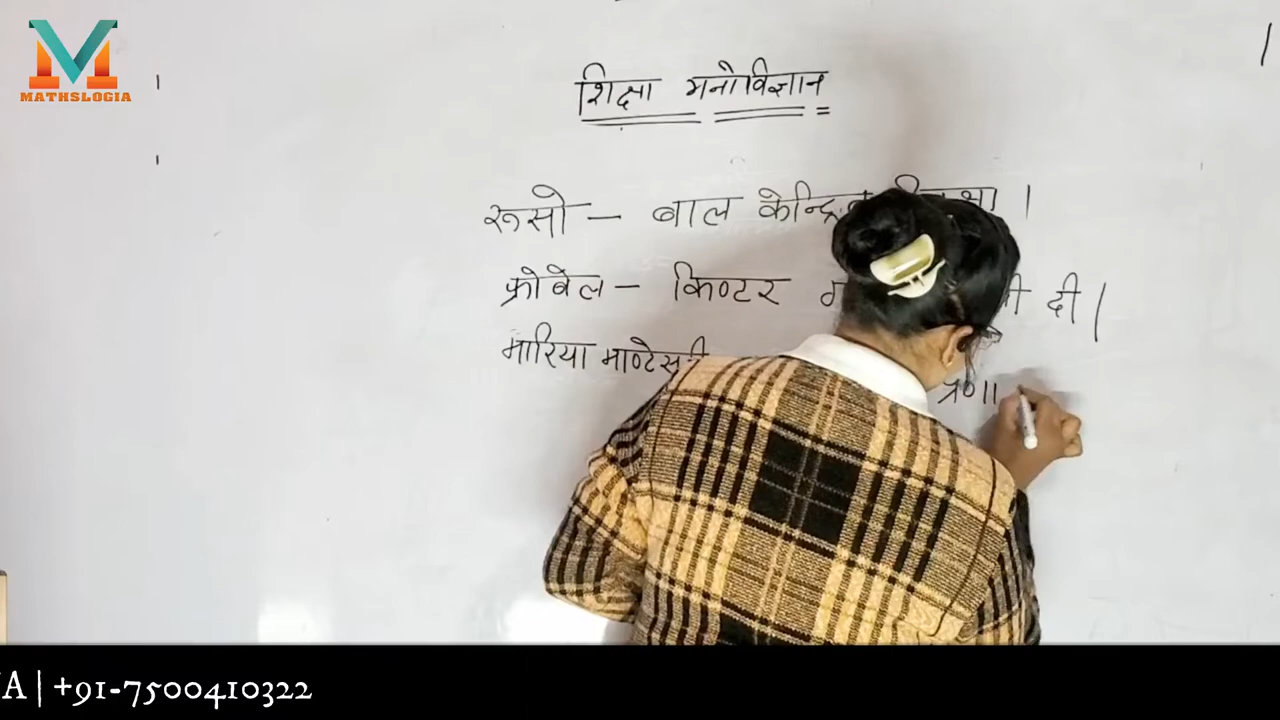 MATHSLOGIA
शिक्षा मनोविज्ञान
रूसो - बाल केन्द्रित
फ्रोबेल - किण्टर दी |
मारिया माण्टेसरी
A | +91-7500410322